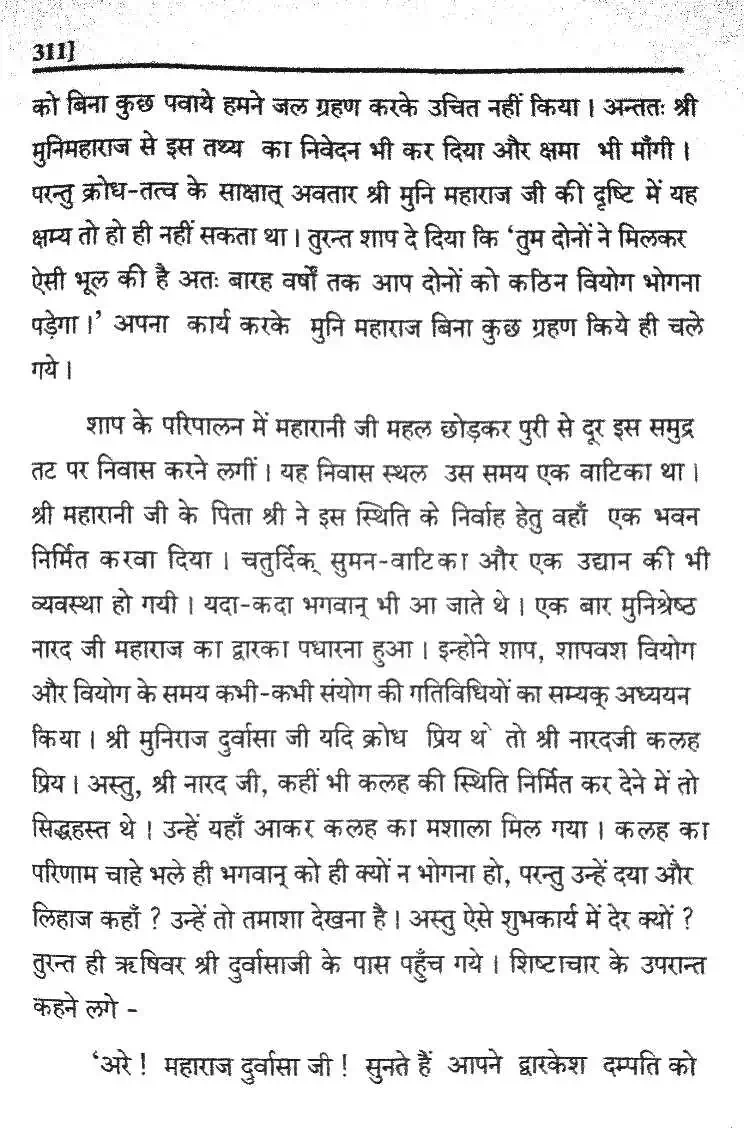 311]
को बिना कुछ पवाये हमने जल ग्रहण करके उचित नहीं किया । अन्ततः श्री
मुनिमहाराज से इस तथ्य का निवेदन भी कर दिया और क्षमा भी माँगी ।
परन्तु क्रोध-तत्व के साक्षात् अवतार श्री मुनि महाराज जी की दृष्टि में यह
क्षम्य तो हो ही नहीं सकता था । तुरन्त शाप दे दिया कि ‘तुम दोनों ने मिलकर
ऐसी भूल की है अतः बारह वर्षों तक आप दोनों को कठिन वियोग भोगना
पड़ेगा ।’ अपना कार्य करके मुनि महाराज बिना कुछ ग्रहण किये ही चले
गये ।
शाप के परिपालन में महारानी जी महल छोड़कर पुरी से दूर इस समुद्र
तट पर निवास करने लगीं । यह निवास स्थल उस समय एक वाटिका था ।
श्री महारानी जी के पिता श्री ने इस स्थिति के निर्वाह हेतु वहाँ एक भवन
निर्मित करवा दिया । चतुर्दिक् सुमन-वाटिका और एक उद्यान की भी
व्यवस्था हो गयी । यदा-कदा भगवान् भी आ जाते थे । एक बार मुनिश्रेष्ठ
नारद जी महाराज का द्वारका पधारना हुआ । इन्होंने शाप, शापवश वियोग
और वियोग के समय कभी-कभी संयोग की गतिविधियों का सम्यक् अध्ययन
किया । श्री मुनिराज दुर्वासा जी यदि क्रोध प्रिय थे तो श्री नारदजी कलह
प्रिय । अस्तु, श्री नारद जी, कहीं भी कलह की स्थिति निर्मित कर देने में तो
सिद्धहस्त थे । उन्हें यहाँ आकर कलह का मशाला मिल गया । कलह का
परिणाम चाहे भले ही भगवान् को ही क्यों न भोगना हो, परन्तु उन्हें दया और
लिहाज कहाँ ? उन्हें तो तमाशा देखना है । अस्तु ऐसे शुभकार्य में देर क्यों ?
तुरन्त ही ऋषिवर श्री दुर्वासाजी के पास पहुँच गये । शिष्टाचार के उपरान्त
कहने लगे -
‘अरे ! महाराज दुर्वासा जी ! सुनते हैं आपने द्वारकेश दम्पति को